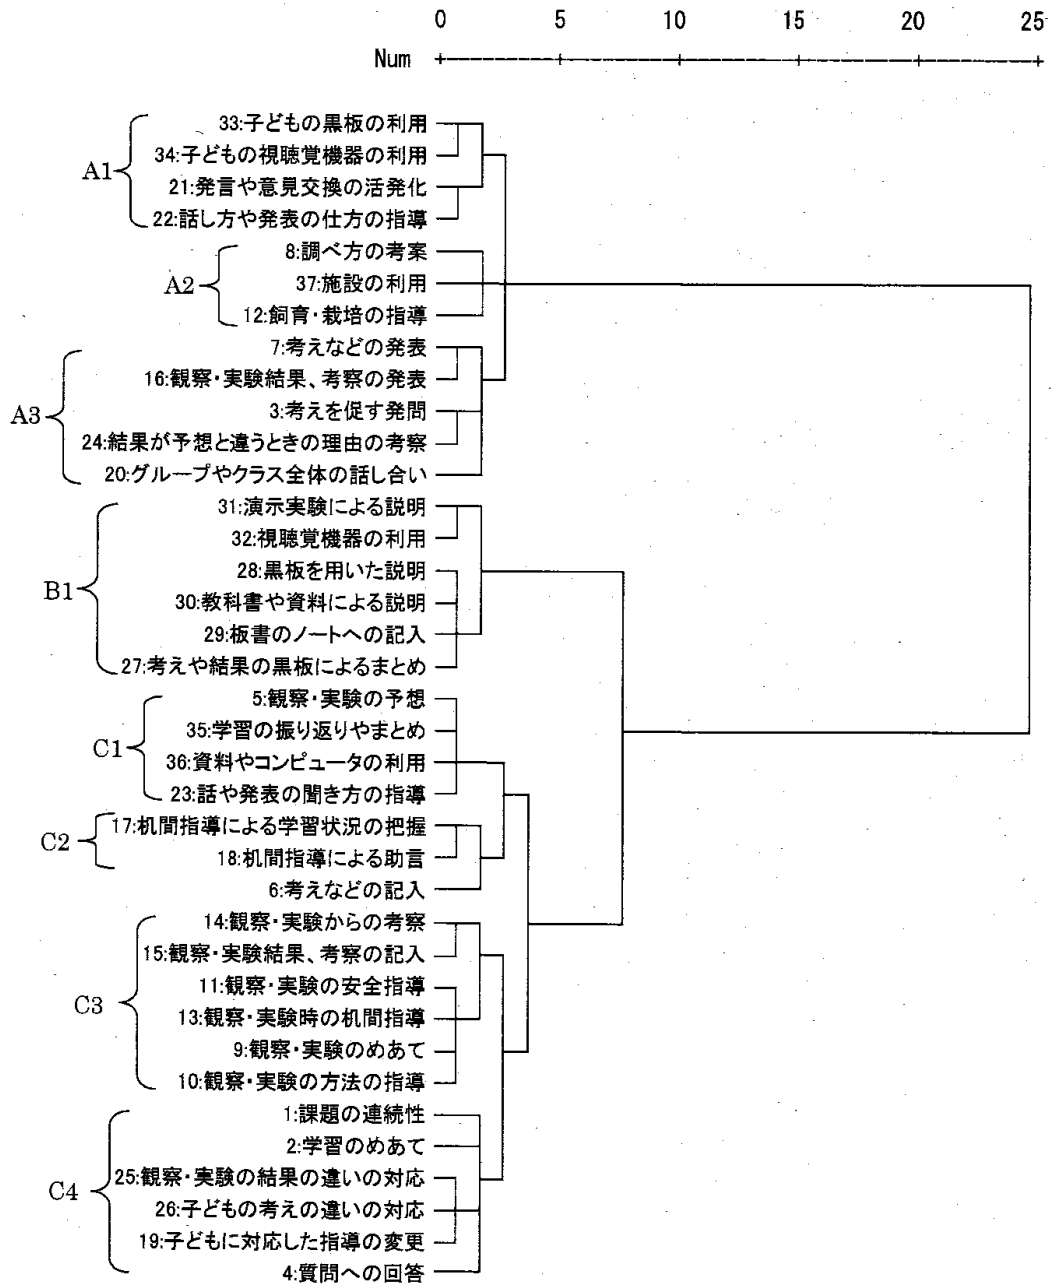 0 5 10 15 20 25
Num
33:子どもの黒板の利用
34:子どもの視聴覚機器の利用
A1
21:発言や意見交換の活発化
22:話し方や発表の仕方の指導
8:調べ方の考案
A2
37:施設の利用
12:飼育・栽培の指導
7:考えなどの発表
16:観察・実験結果、考察の発表
A3
3:考えを促す発問
24:結果が予想と違うときの理由の考察
20:グループやクラス全体の話し合い
31:演示実験による説明
32:視聴覚機器の利用
28:黒板を用いた説明
B1
30:教科書や資料による説明
29:板書のノートへの記入
27:考えや結果の黒板によるまとめ
5:観察・実験の予想
35:学習の振り返りやまとめ
C1
36:資料やコンピュータの利用
23:話や発表の聞き方の指導
17:机間指導による学習状況の把握
C2
18:机間指導による助言
6:考えなどの記入
14:観察・実験からの考察
15:観察・実験結果、考察の記入
11:観察・実験の安全指導
C3
13:観察・実験時の机間指導
9:観察・実験のめあて
10:観察・実験の方法の指導
1:課題の連続性
2:学習のめあて
25:観察・実験の結果の違いの対応
C4
26:子どもの考えの違いの対応
19:子どもに対応した指導の変更
4:質問への回答